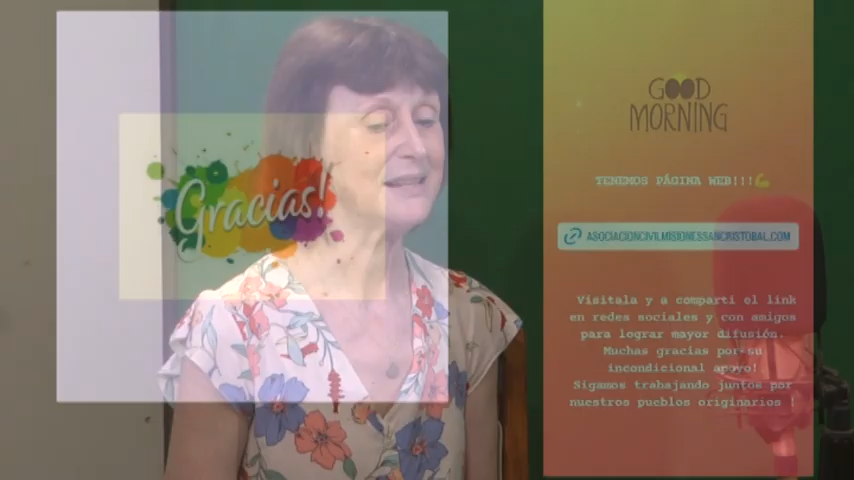 Gracias!
GOOD
MORNING
TENEMOS PÁGINA WEB!!!
ASOCIACIONCIVILMISIONESSANCRISTOBAL.COM
Visitala y a comparti el link
en redes sociales y con amigos
para lograr mayor difusión.
Muchas gracias por su
incondicional apoyo!
Sigamos trabajando juntos por
nuestros pueblos originarios !